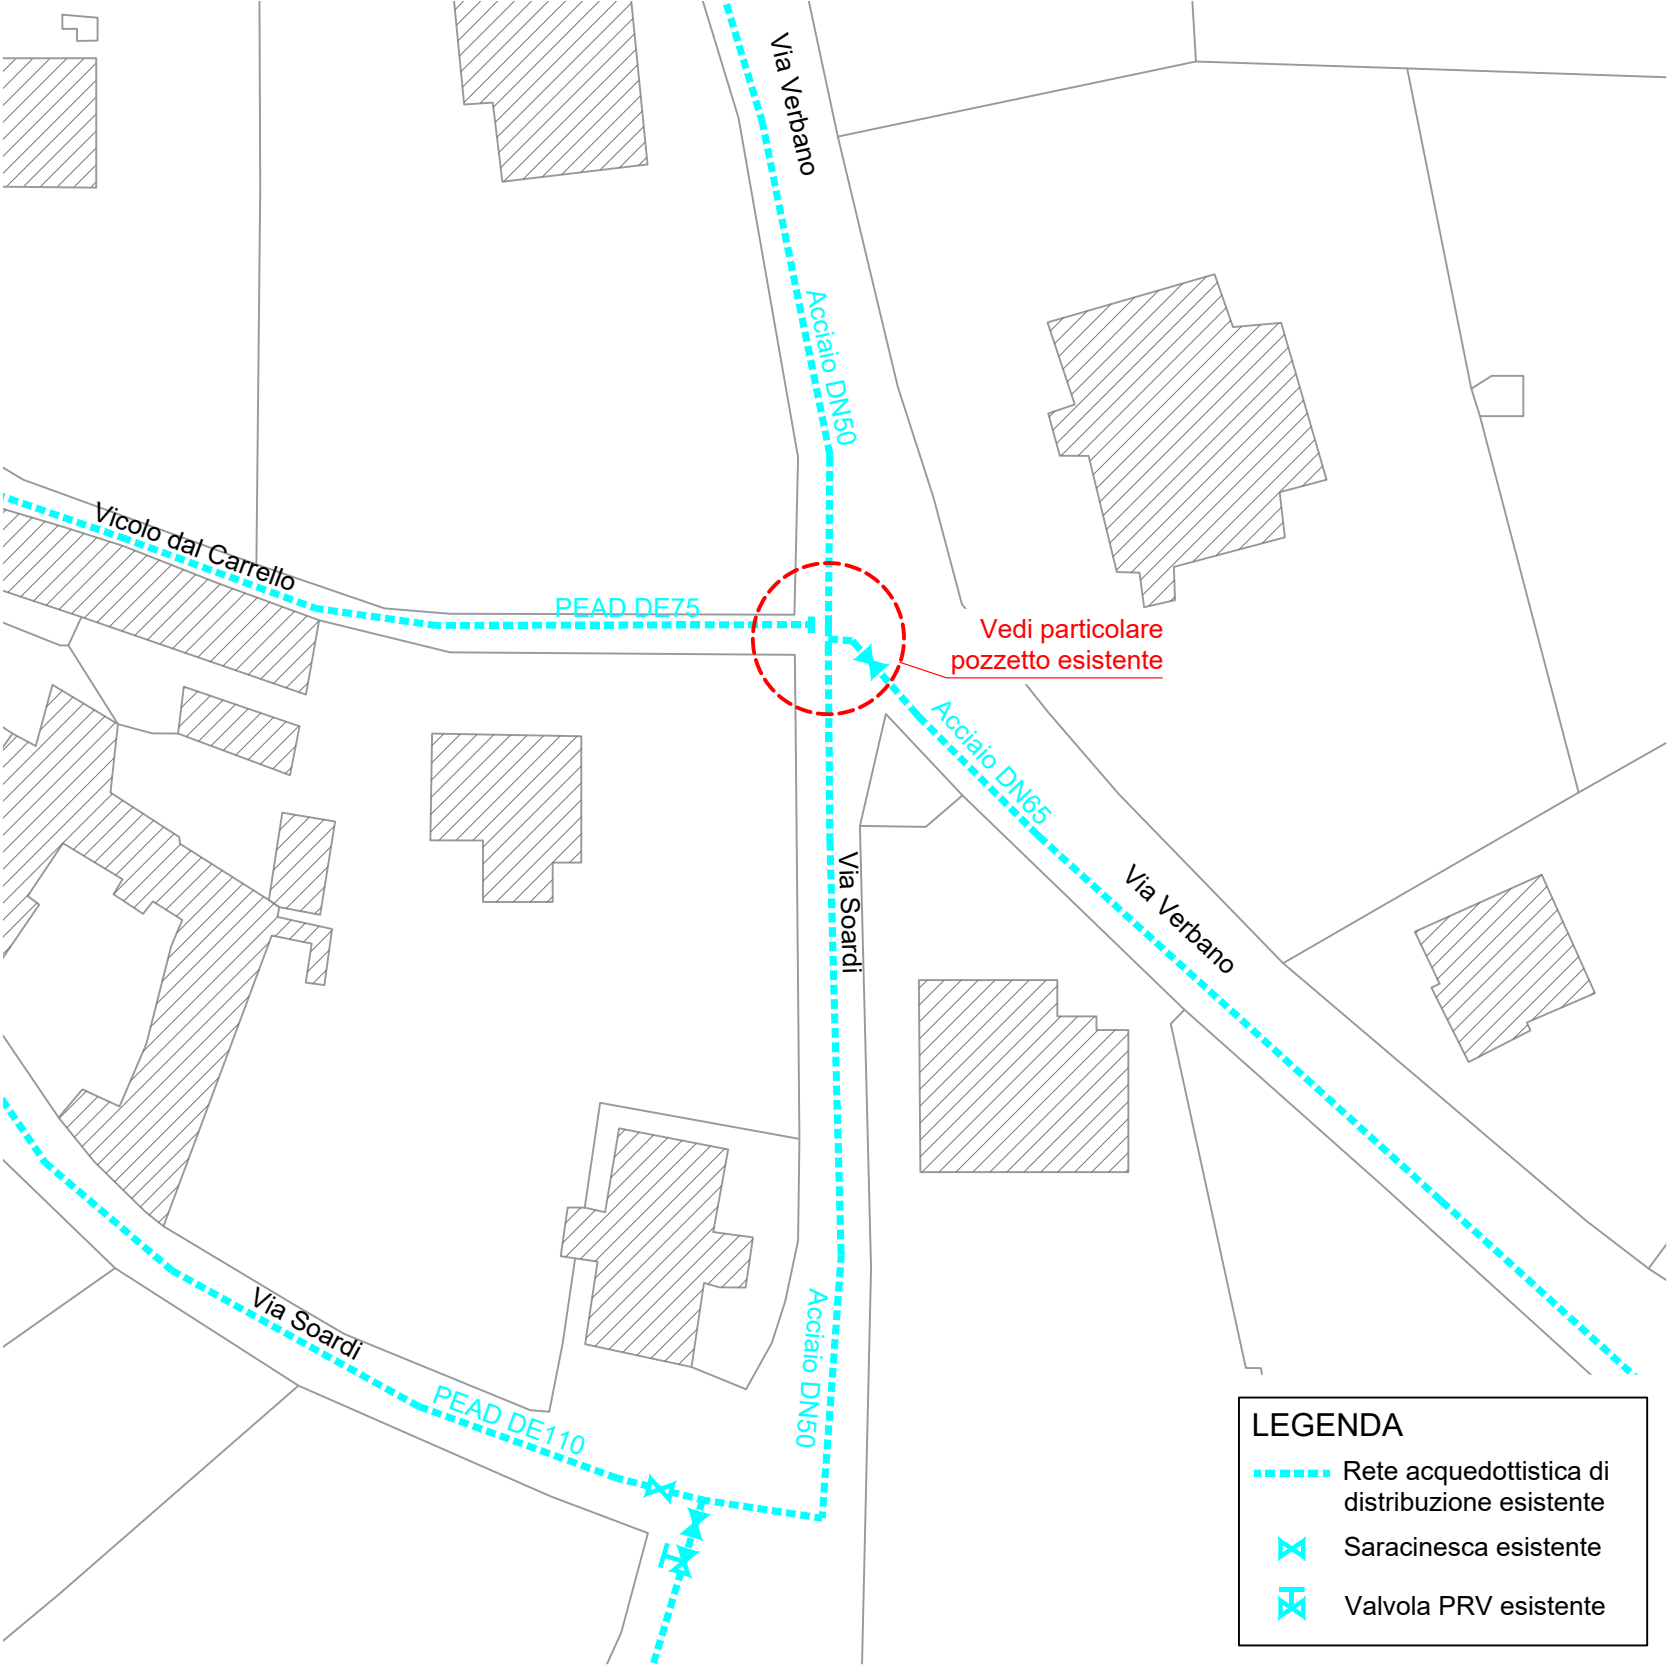 Via Verbano
Acciaio DN50
Vicolo dal Carrello
PEAD DE75
Vedi particolare
pozzetto esistente
Acciaio DN65
Via Soardi
Via Verbano
Via Soardi
Acciaio DN50
PEAD DE110
LEGENDA
Rete acquedottistica di
distribuzione esistente
Saracinesca esistente
Valvola PRV esistente